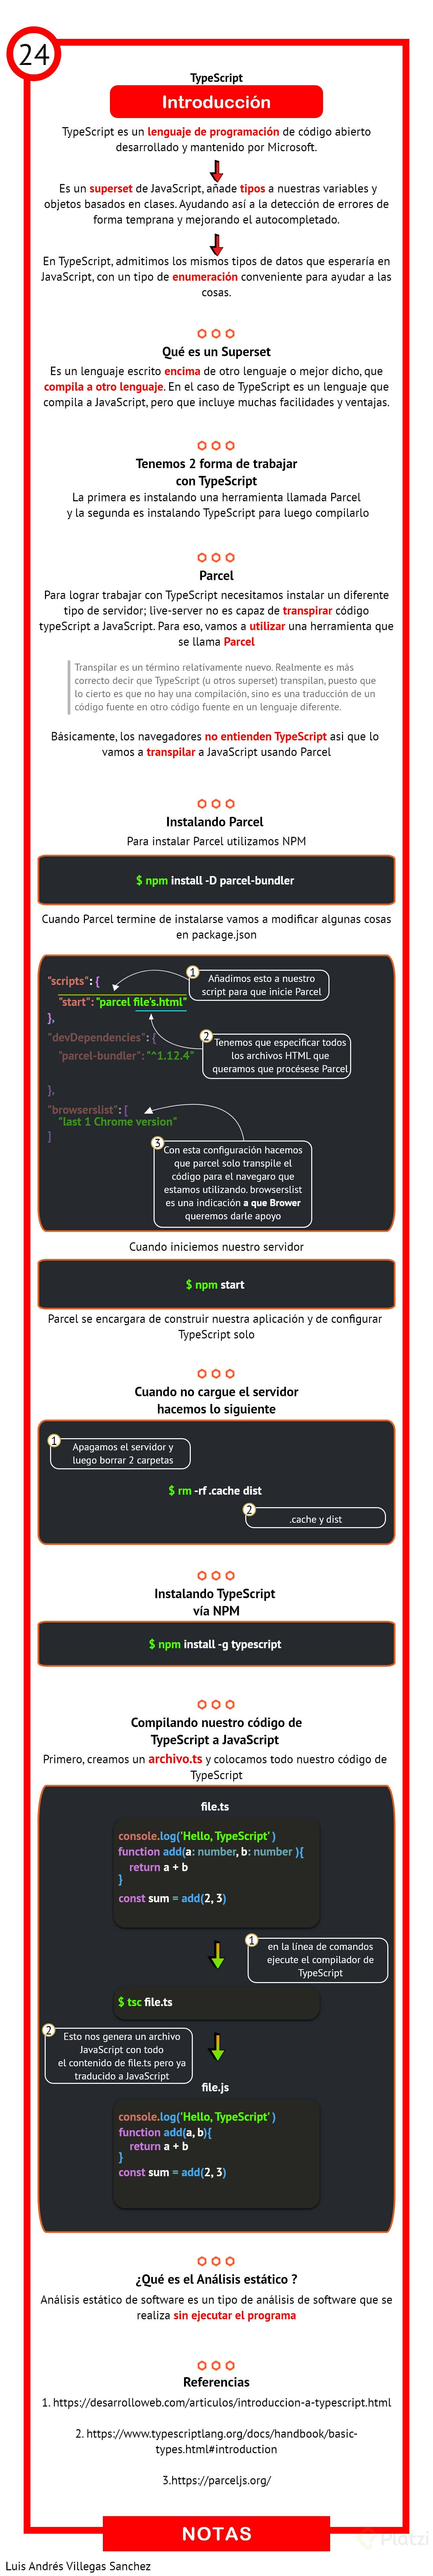 24
TypeScript
Introducción
TypeScript es un lenguaje de programación de código abierto
desarrollado y mantenido por Microsoft.
Es un superset de JavaScript, añade tipos a nuestras variables y
objetos basados en clases. Ayudando así a la detección de errores de
forma temprana y mejorando el autocompletado.
En TypeScript, admitimos los mismos tipos de datos que esperaría en
JavaScript, con un tipo de enumeración conveniente para ayudar a las
cosas.
Qué es un Superset
Es un lenguaje escrito encima de otro lenguaje o mejor dicho, que
compila a otro lenguaje. En el caso de TypeScript es un lenguaje que
compila a JavaScript, pero que incluye muchas facilidades y ventajas.
Tenemos 2 forma de trabajar
con TypeScript
La primera es instalando una herramienta llamada Parcel
y la segunda es instalando TypeScript para luego compilarlo
Parcel
Para lograr trabajar con TypeScript necesitamos instalar un diferente
tipo de servidor; live-server no es capaz de transpirar código
typeScript a JavaScript. Para eso, vamos a utilizar una herramienta que
se llama Parcel
Transpilar es un término relativamente nuevo. Realmente es más
correcto decir que TypeScript (u otros superset) transpilan, puesto que
lo cierto es que no hay una compilación, sino es una traducción de un
código fuente en otro código fuente en un lenguaje diferente.
Básicamente, los navegadores no entienden TypeScript asi que lo
vamos a transpilar a JavaScript usando Parcel
Instalando Parcel
Para instalar Parcel utilizamos NPM
$ npm install -D parcel-bundler
Cuando Parcel termine de instalarse vamos a modificar algunas cosas
en package.json
"scripts": {
"start": "parcel file's.html"
},
"devDependencies": {
"parcel-bundler": "^1.12.4"
},
"browserslist": [
"last 1 Chrome version"
]
1
Añadimos esto a nuestro
script para que inicie Parcel
2
Tenemos que especificar todos
los archivos HTML que
queramos que procésese Parcel
3
Con esta configuración hacemos
que parcel solo transpile el
código para el navegaro que
estamos utilizando. browserslist
es una indicación a que Brower
queremos darle apoyo
Cuando iniciemos nuestro servidor
$ npm start
Parcel se encargara de construir nuestra aplicación y de configurar
TypeScript solo
Cuando no cargue el servidor
hacemos lo siguiente
1
Apagamos el servidor y
luego borrar 2 carpetas
$ rm -rf .cache dist
2
.cache y dist
Instalando TypeScript
vía NPM
$ npm install -g typescript
Compilando nuestro código de
TypeScript a JavaScript
Primero, creamos un archivo.ts y colocamos todo nuestro código de
TypeScript
file.ts
console.log('Hello, TypeScript' )
function add(a: number, b: number ){
return a + b
}
const sum = add(2, 3)
1
en la línea de comandos
ejecute el compilador de
TypeScript
$ tsc file.ts
2
Esto nos genera un archivo
JavaScript con todo
el contenido de file.ts pero ya
traducido a JavaScript
file.js
console.log('Hello, TypeScript' )
function add(a, b){
return a + b
}
const sum = add(2, 3)
¿Qué es el Análisis estático ?
Análisis estático de software es un tipo de análisis de software que se
realiza sin ejecutar el programa
Referencias
1. https://desarrolloweb.com/articulos/introduccion-a-typescript.html
2. https://www.typescriptlang.org/docs/handbook/basic-
types.html#introduction
3.https://parceljs.org/
NOTAS
Platzi
Luis Andrés Villegas Sanchez